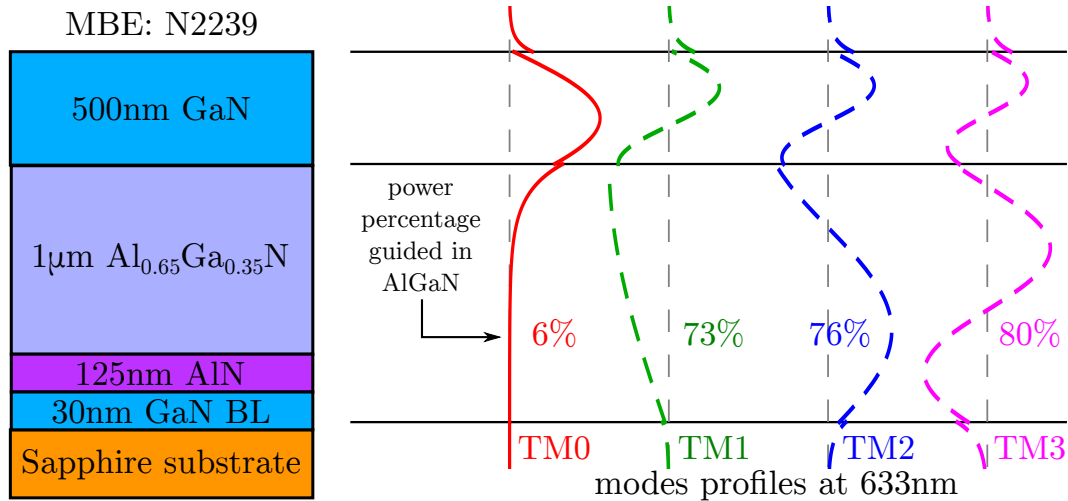 MBE: N2239
500nm GaN
1μm Al₀.₆₅Ga₀.₃₅N
125nm AlN
30nm GaN BL
Sapphire substrate
power
percentage
guided in
AlGaN
6%
73%
76%
80%
TM0
TM1
TM2
TM3
modes profiles at 633nm